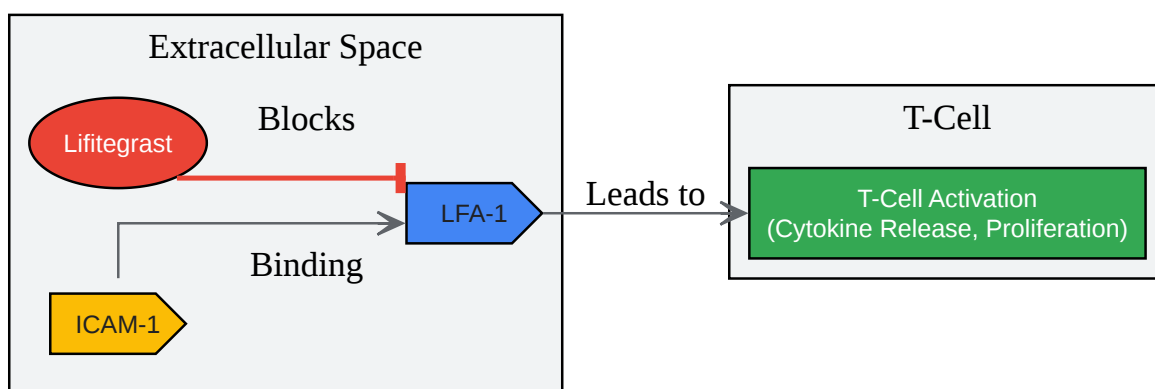 Extracellular Space
Blocks
Lifitegrast
LFA-1
Binding
ICAM-1
Leads to
T-Cell
T-Cell Activation
(Cytokine Release, Proliferation)